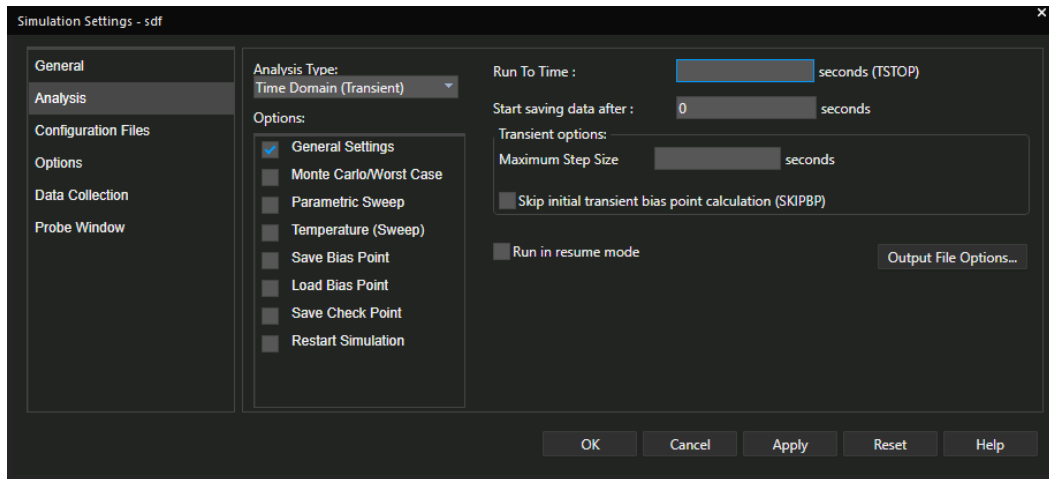 Simulation Settings - sdf
×
General
Analysis
Configuration Files
Options
Data Collection
Probe Window
Analysis Type:
Time Domain (Transient)
Options:
General Settings
Monte Carlo/Worst Case
Parametric Sweep
Temperature (Sweep)
Save Bias Point
Load Bias Point
Save Check Point
Restart Simulation
Run To Time : seconds (TSTOP)
Start saving data after : 0 seconds
Transient options:
Maximum Step Size seconds
Skip initial transient bias point calculation (SKIPBP)
Run in resume mode
Output File Options...
OK Cancel Apply Reset Help